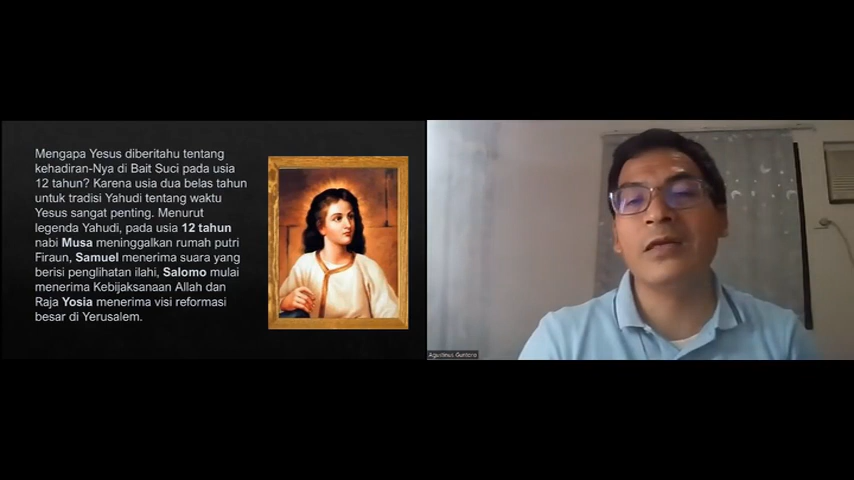 Mengapa Yesus diberitahu tentang
kehadiran-Nya di Bait Suci pada usia
12 tahun? Karena usia dua belas tahun
untuk tradisi Yahudi tentang waktu
Yesus sangat penting. Menurut
legenda Yahudi, pada usia 12 tahun
nabi Musa meninggalkan rumah putri
Firaun, Samuel menerima suara yang
berisi penglihatan ilahi, Salomo mulai
menerima Kebijaksanaan Allah dan
Raja Yosia menerima visi reformasi
besar di Yerusalem.